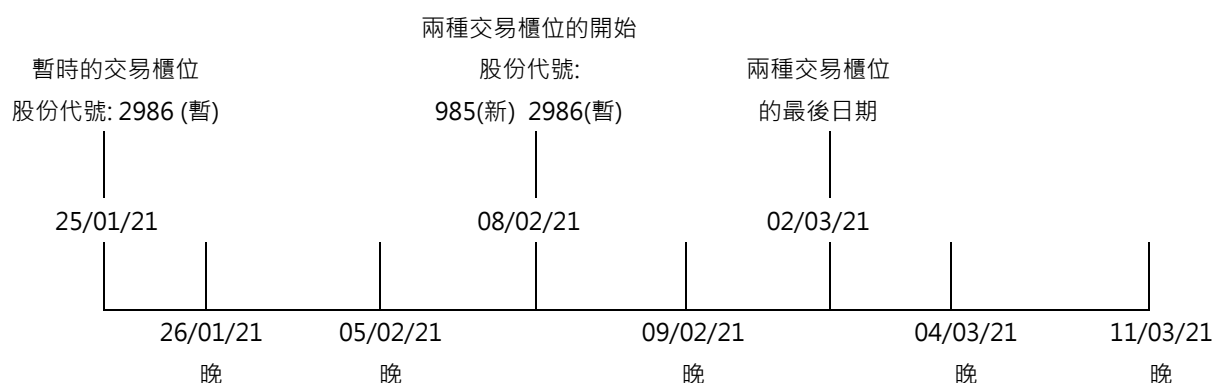 兩種交易櫃位的開始
暫時的交易櫃位
股份代號:
兩種交易櫃位
股份代號: 2986 (暫)
985(新) 2986(暫)
的最後日期
25/01/21
08/02/21
02/03/21
26/01/21
05/02/21
09/02/21
04/03/21
11/03/21
晚
晚
晚
晚
晚